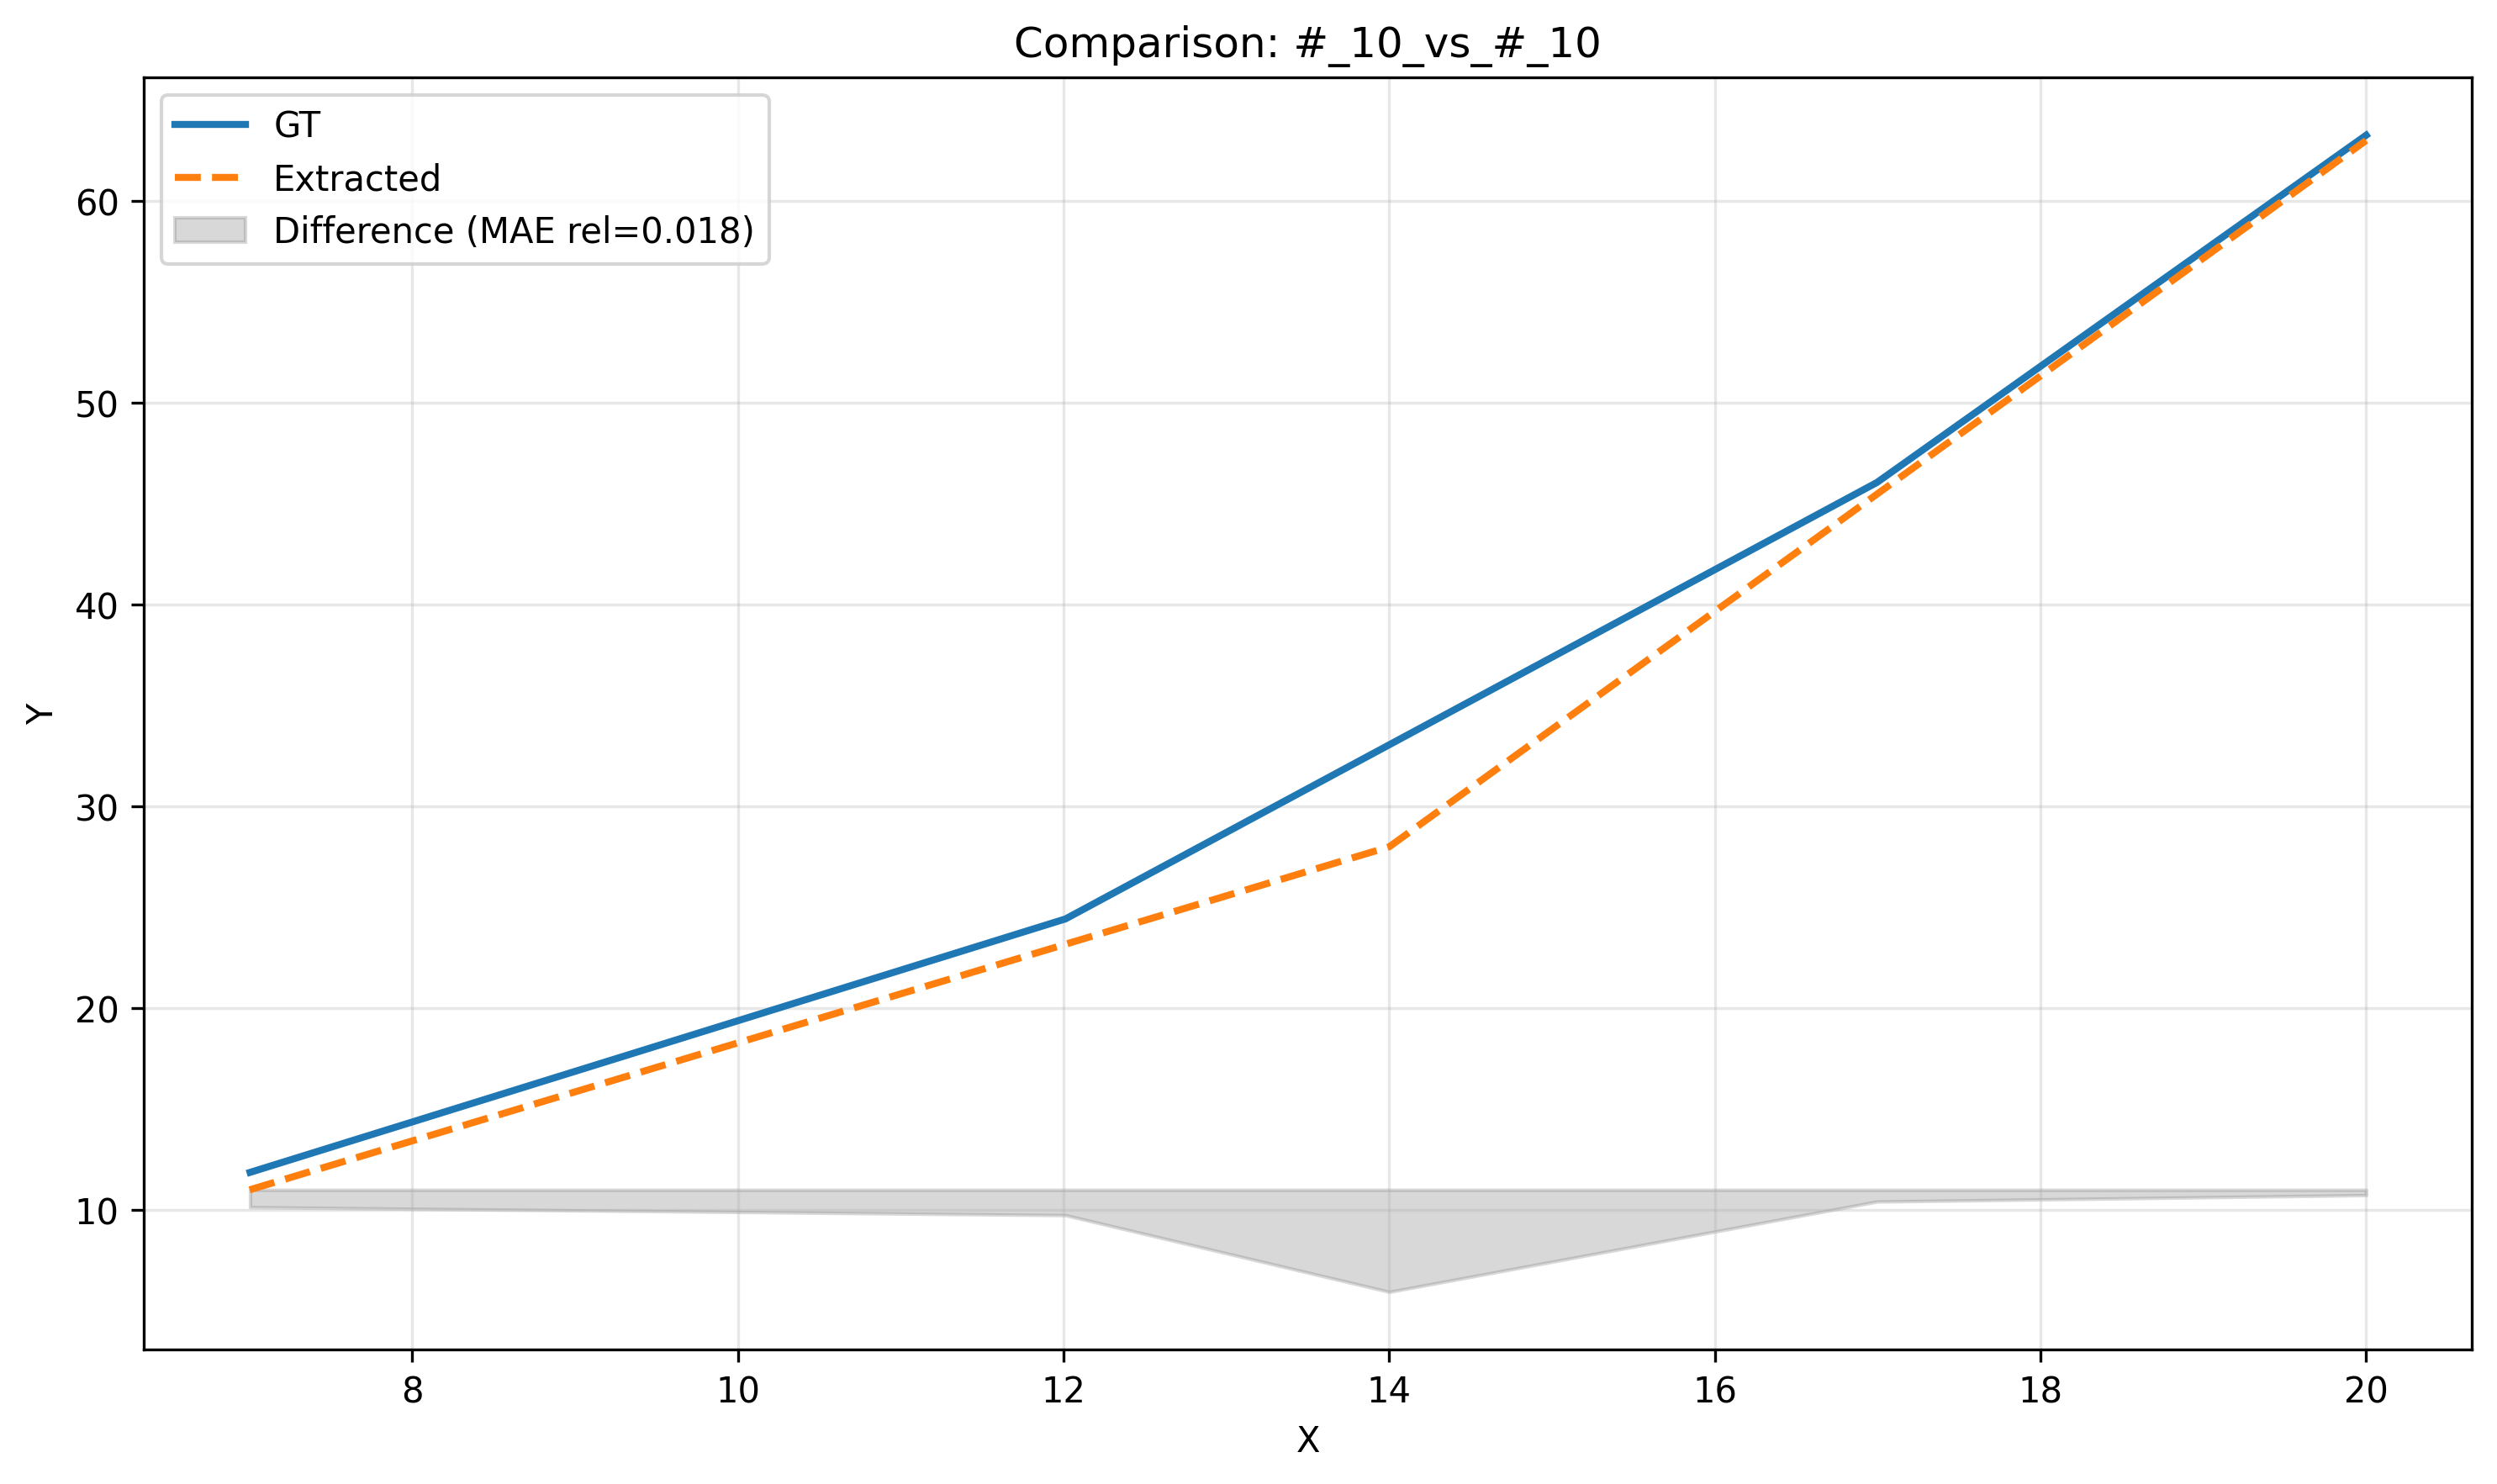 Comparison: #_10_vs_#_10
GT
Extracted
Difference (MAE rel=0.018)
60
50
40
30
20
10
Y
8 10 12 14 16 18 20
X